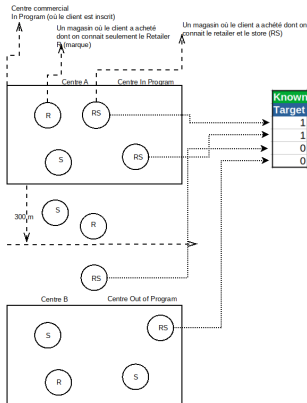 Centre commercial
In Program (où le client est inscrit)
Un magasin où le client a acheté
dont on connait seulement le Retailer
R (marque)
Un magasin où le client a acheté dont on
connait le retailer et le store (RS)
Centre A
Centre In Program
R
RS
S
RS
Known
Target
1
1
0
0
300 m
S
R
RS
Centre B
Centre Out of Program
RS
S
R
S